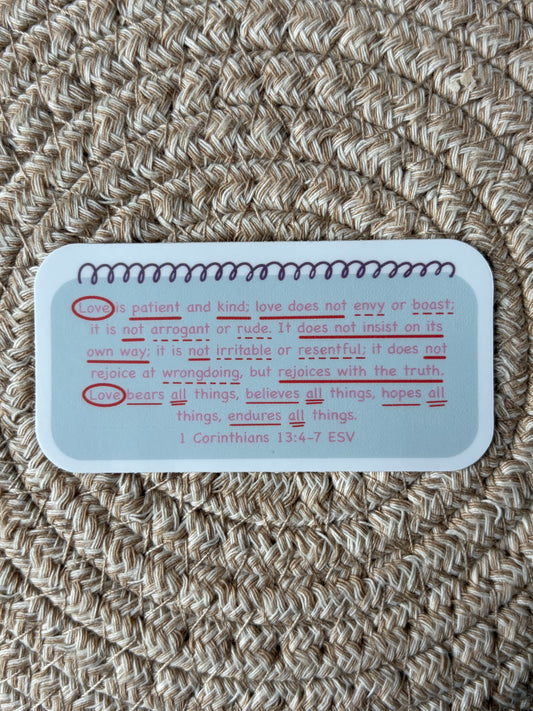 Love is patient and kind; love does not envy or boast;
it is not arrogant or rude. It does not insist on its
own way; it is not irritable or resentful; it does not
rejoice at wrongdoing, but rejoices with the truth.
Love bears all things, believes all things, hopes all
things, endures all things.
1 Corinthians 13:4-7 ESV